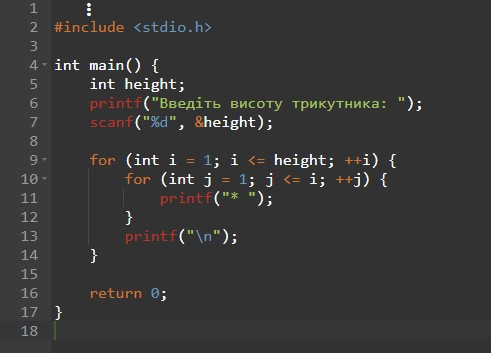 1
2 #include <stdio.h>
3
4 int main() {
5     int height;
6     printf("Введіть висоту трикутника: ");
7     scanf("%d", &height);
8
9     for (int i = 1; i <= height; ++i) {
10         for (int j = 1; j <= i; ++j) {
11             printf("* ");
12         }
13         printf("\n");
14     }
15
16     return 0;
17 }
18